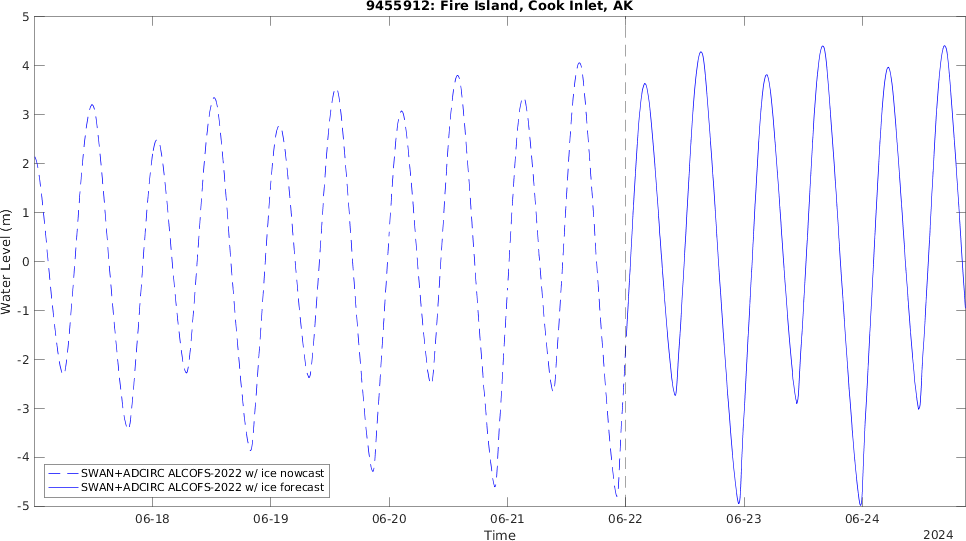 9455912: Fire Island, Cook Inlet, AK
5
4
3
2
1
0
-1
-2
-3
-4
-5
Water Level (m)
SWAN+ADCIRC ALCOFS-2022 w/ ice nowcast
SWAN+ADCIRC ALCOFS-2022 w/ ice forecast
06-18 06-19 06-20 06-21 06-22 06-23 06-24
Time
2024